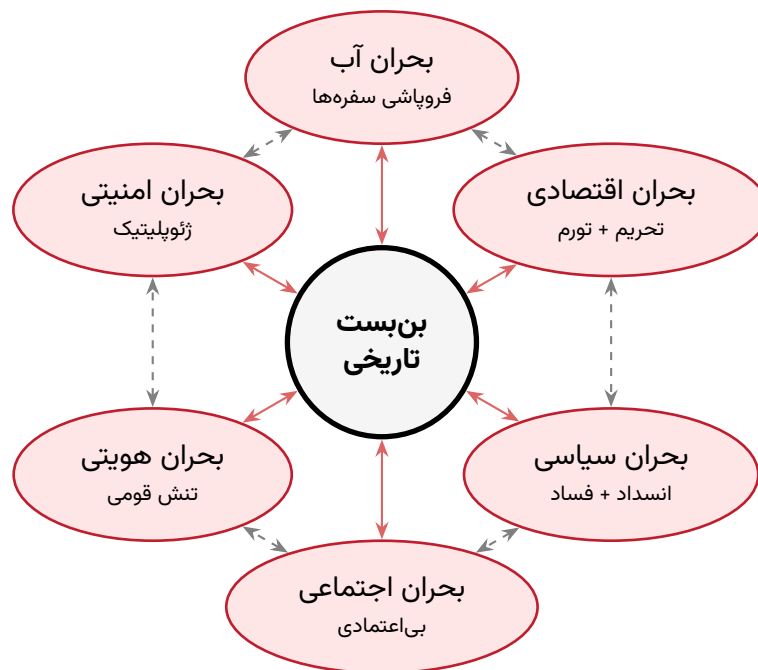 بحران آب
فروپاشی سفره‌ها
بحران اقتصادی
تحریم + تورم
بحران امنیتی
ژئوپلیتیک
بن‌بست
تاریخی
بحران سیاسی
انسداد + فساد
بحران هویتی
تنش قومی
بحران اجتماعی
بی‌اعتمادی